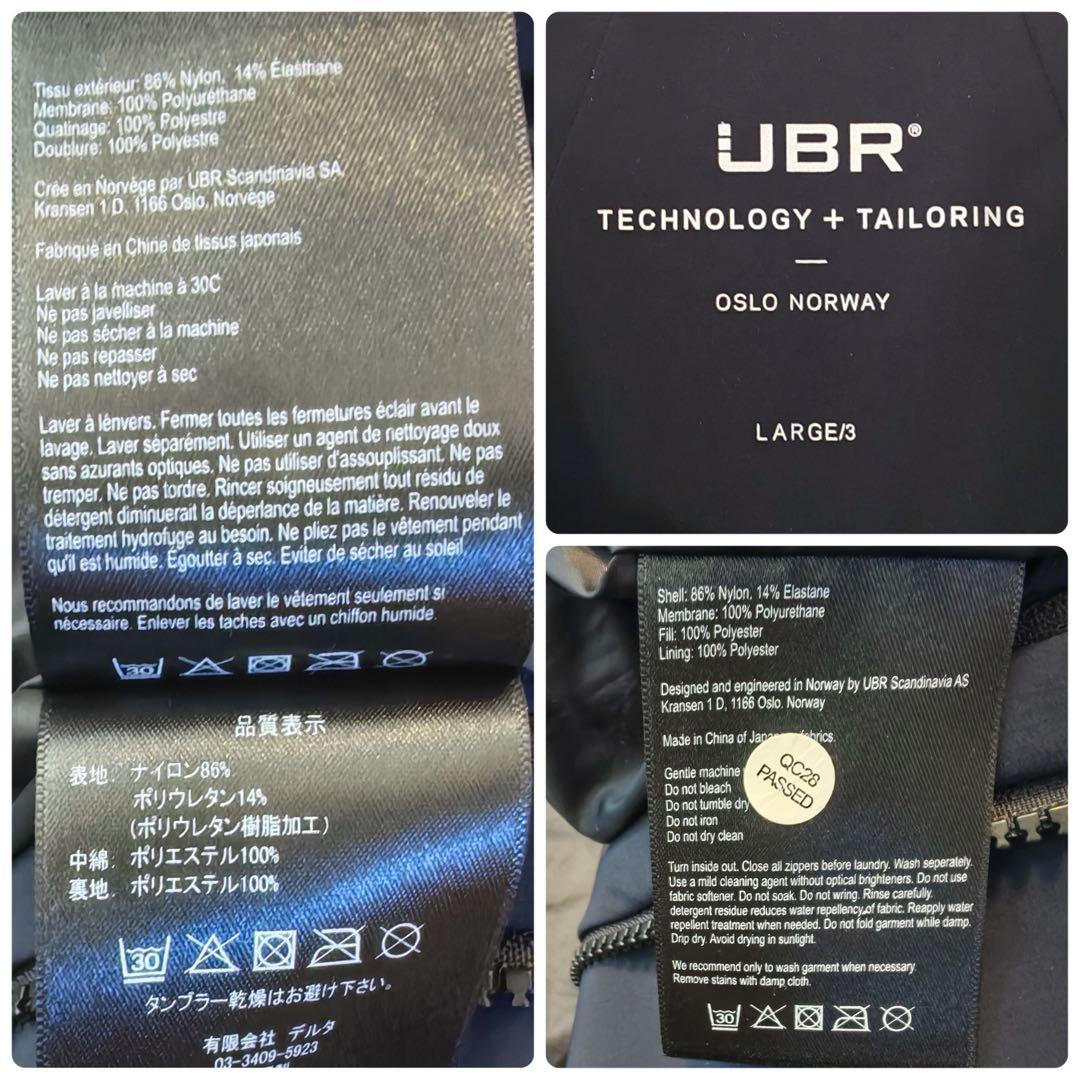 Tissu extérieur: 86% Nylon, 14% Élasthane
Membrane: 100% Polyuréthane
Quatinage: 100% Polyestre
Doublure: 100% Polyèstre
Crée en Norvège par UBR Scandinavia SA,
Kransen 1 D, 1166 Oslo, Norvège
Fabriqué en Chine de tissus japonais
Laver à la machine à 30C
Ne pas javelliser
Ne pas sécher à la machine
Ne pas repasser
Ne pas nettoyer à sec
Laver à lénvers. Fermer toutes les fermetures éclair avant le
lavage. Laver séparément. Utiliser un agent de nettoyage doux
sans azurants optiques. Ne pas utiliser d'assouplissant. Ne pas
tremper. Ne pas tordre. Rincer soigneusement tout résidu de
détergent diminuerait la déperlance de la matière. Renouveler le
traitement hydrofuge au besoin. Ne pliez pas le vêtement pendant
qu'il est humide. Égoutter à sec. Eviter de sécher au soleil
Nous recommandons de laver le vêtement seulement si
nécessaire. Enlever les taches avec un chiffon humide.
30
品質表示
表地. ナイロン86%
ポリウレタン14%
(ポリウレタン樹脂加工)
中綿. ポリエステル100%
裏地. ポリエステル100%
30
タンブラー乾燥はお避け下さい。
有限会社 デルタ
03-3409-5923
UBR®
TECHNOLOGY + TAILORING
OSLO NORWAY
LARGE/3
Shell: 86% Nylon, 14% Elastane
Membrane: 100% Polyurethane
Fill: 100% Polyester
Lining: 100% Polyester
Designed and engineered in Norway by UBR Scandinavia AS
Kransen 1 D, 1166 Oslo. Norway
Made in China of fabrics.
QC28
PASSED
Gentle machine
Do not bleach
Do not tumble dry
Do not iron
Do not dry clean
Turn inside out. Close all zippers before laundry. Wash seperately.
Use a mild cleaning agent without optical brighteners. Do not use
fabric softener. Do not soak. Do not wring. Rinse carefully.
detergent residue reduces water repellency of fabric. Reapply water
repellent treatment when needed. Do not fold garment while damp.
Drip dry. Avoid drying in sunlight.
We recommend only to wash garment when necessary
Remove stains with damp cloth.
30